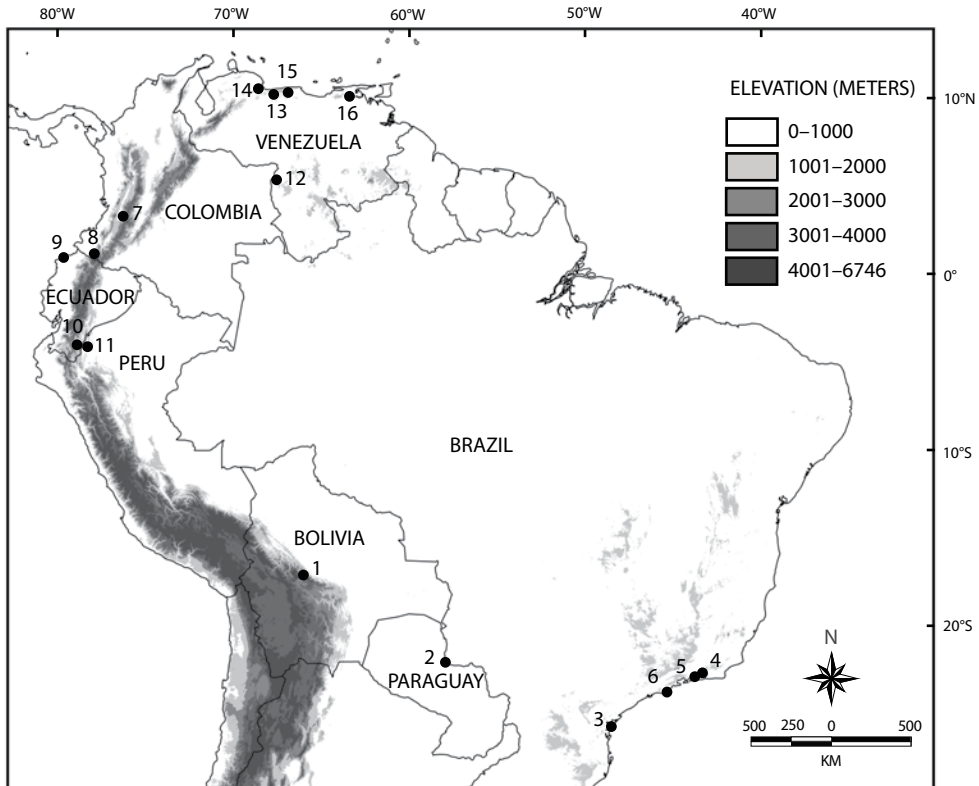 80°W 70°W 60°W 50°W 40°W
15
14
13
16
10°N
VENEZUELA
ELEVATION (METERS)
0–1000
1001–2000
2001–3000
3001–4000
4001–6746
12
7
COLOMBIA
9
8
0°
ECUADOR
10
11
PERU
BRAZIL
10°S
BOLIVIA
1
20°S
2
PARAGUAY
6
5
4
3
N
500 250 0 500
KM